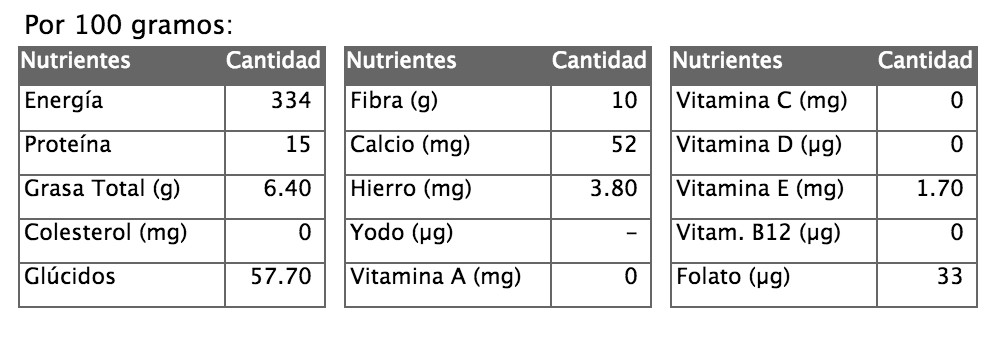 Por 100 gramos:
Nutrientes Cantidad Nutrientes Cantidad Nutrientes Cantidad
Energía 334 Fibra (g) 10 Vitamina C (mg) 0
Proteína 15 Calcio (mg) 52 Vitamina D (µg) 0
Grasa Total (g) 6.40 Hierro (mg) 3.80 Vitamina E (mg) 1.70
Colesterol (mg) 0 Yodo (µg) – Vitam. B12 (µg) 0
Glúcidos 57.70 Vitamina A (mg) 0 Folato (µg) 33